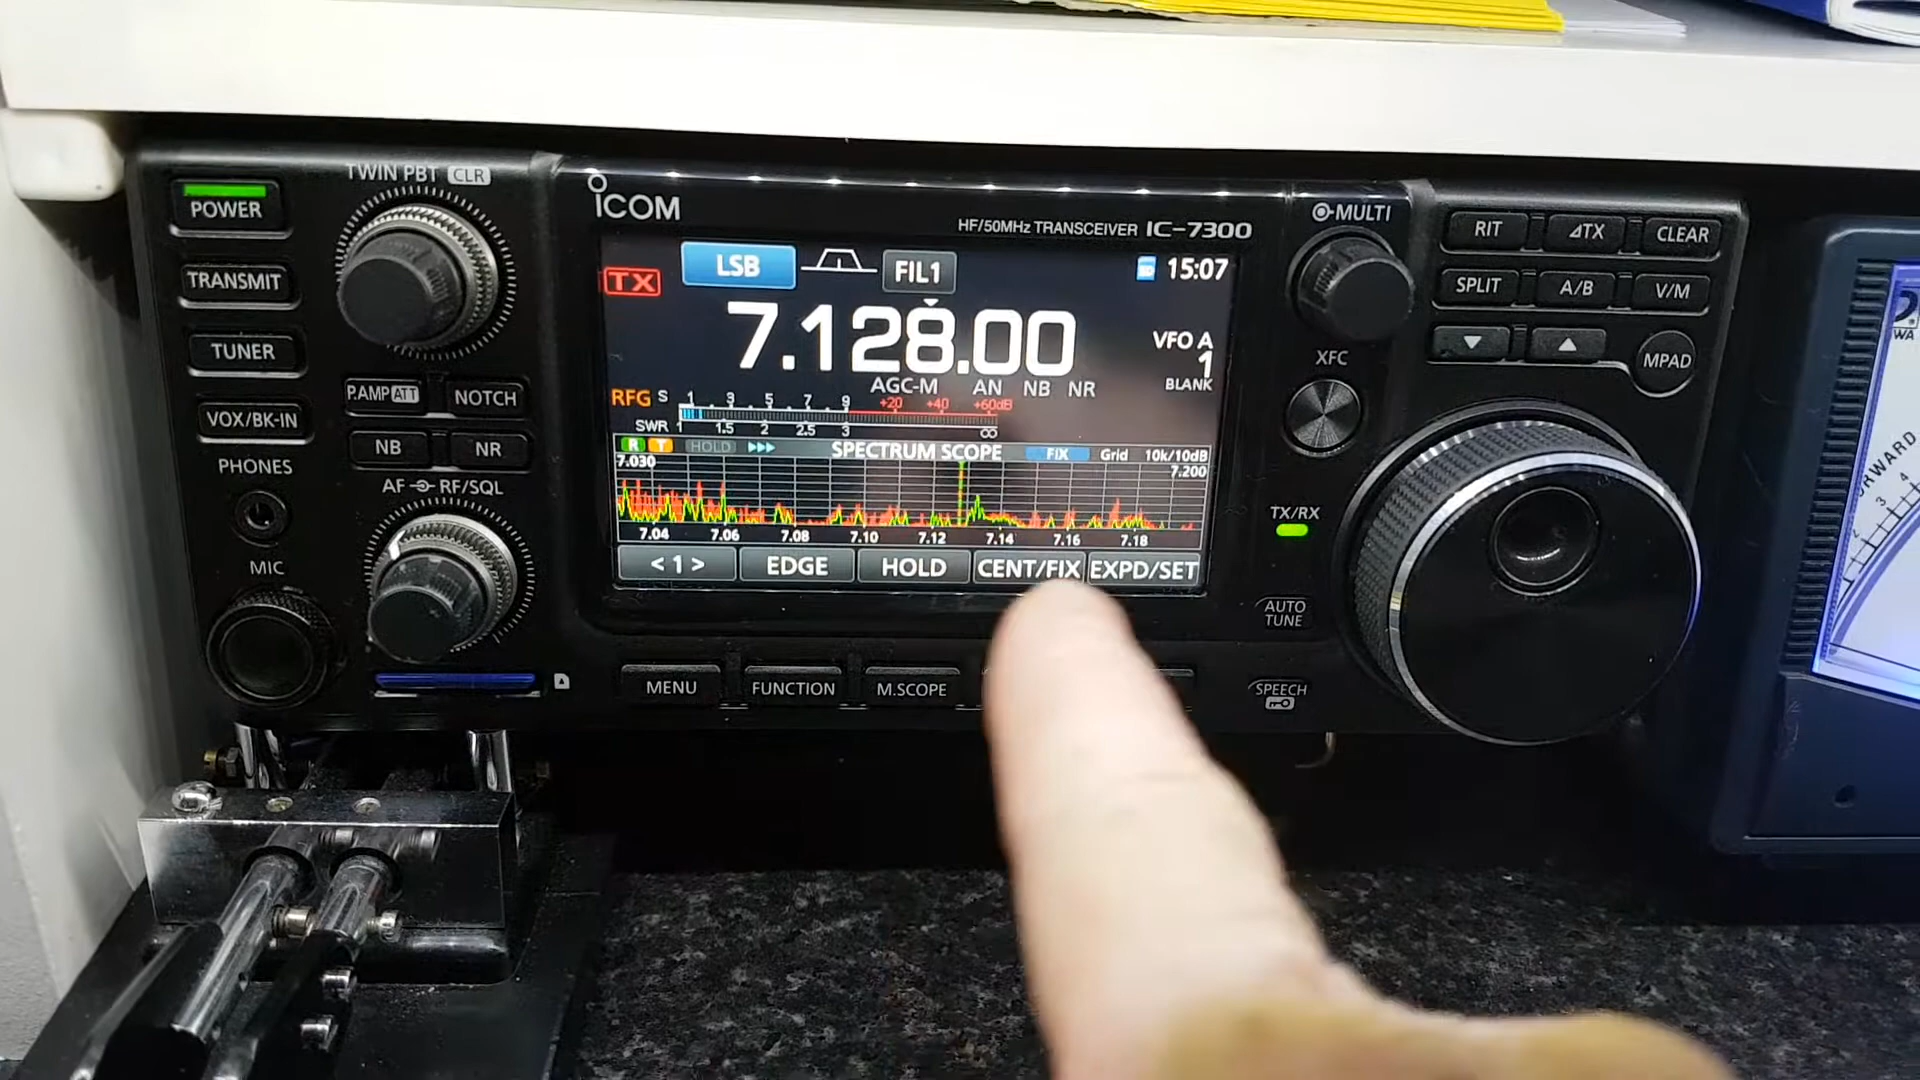 TWIN PBT CLR
POWER
TRANSMIT
TUNER
P.AMP ATT
NOTCH
VOX/BK-IN
NB
NR
PHONES
AF RF/SQL
MIC
ICOM
HF/50MHz TRANSCEIVER IC-7300
TX
LSB
FIL1
15:07
7.128.00
VFO A
1
BLANK
AGC-M AN NB NR
RFG S 1 3 5 7 9 +20 +40 +60dB
SWR 1 1.5 2 2.5 3 ∞
R T HOLD SPECTRUM SCOPE FIX Grid 10k/10dB
7.030 7.200
7.04 7.06 7.08 7.10 7.12 7.14 7.16 7.18
< 1 > EDGE HOLD CENT/FIX EXPD/SET
MENU
FUNCTION
M.SCOPE
MULTI
RIT
⊿TX
CLEAR
SPLIT
A/B
V/M
MPAD
XFC
TX/RX
AUTO
TUNE
SPEECH
WA
2 3 4